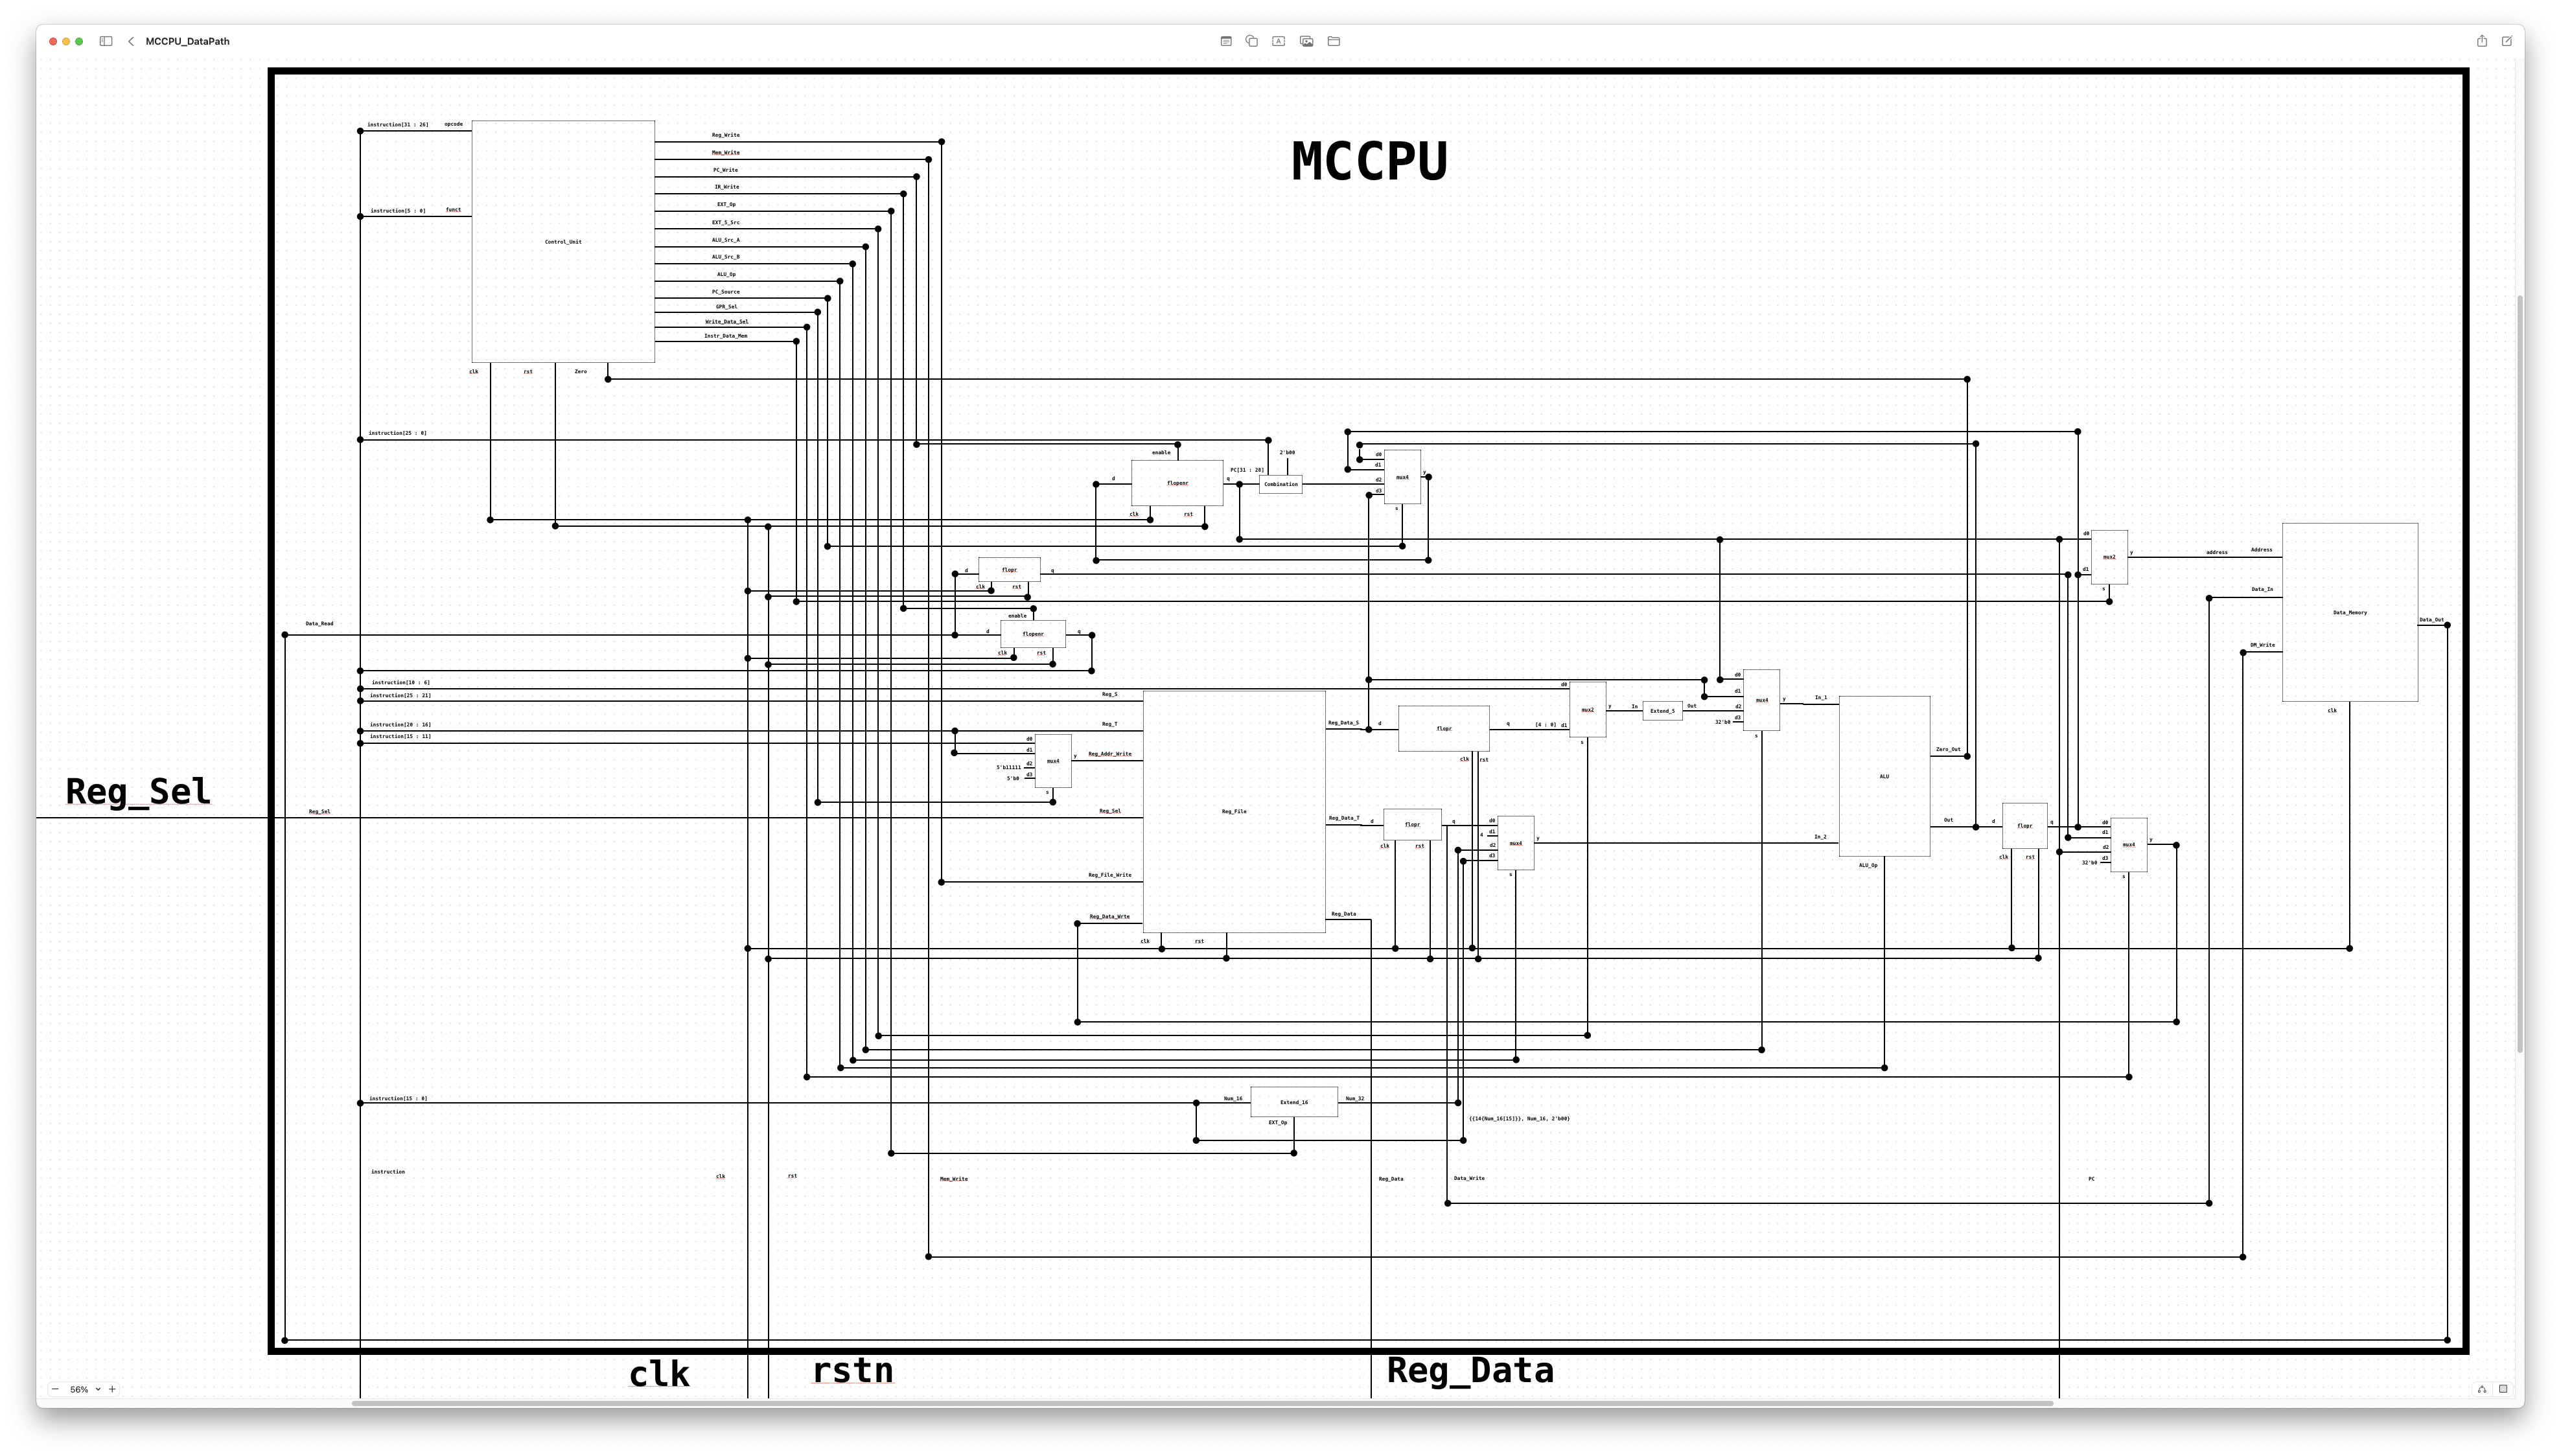 MCCPU_DataPath
MCCPU
instruction[31 : 26] opcode
instruction[5 : 0] funct
Control_Unit
Reg_Write
Mem_Write
PC_Write
IR_Write
EXT_Op
EXT_S_Src
ALU_Src_A
ALU_Src_B
ALU_Op
PC_Source
GPR_Sel
Write_Data_Sel
Instr_Data_Mem
clk rst Zero
instruction[25 : 0]
enable
d flopenr q
clk rst
PC[31 : 28]
2'b00
Combination
d0
d1
d2
d3
mux4
y
s
d flopr q
clk rst
enable
d flopenr q
clk rst
Data_Read
d0
d1
mux2
y
s
address Address
Data_In
Data_Memory
Data_Out
DM_Write
clk
instruction[10 : 6]
instruction[25 : 21]
instruction[20 : 16]
instruction[15 : 11]
Reg_S
Reg_T
d0
d1
5'b11111 d2
5'b0 d3
mux4
y
s
Reg_Addr_Write
Reg_Sel
Reg_Sel
Reg_Sel
Reg_File
Reg_File_Write
Reg_Data_Wrte
clk rst
Reg_Data_S
Reg_Data_T
Reg_Data
d flopr q
clk rst
[4 : 0] d1
d0
mux2
y
s
In Extend_S Out
d0
d1
d2
32'b0 d3
mux4
y
s
In_1
d flopr q
clk rst
d0
4 d1
d2
d3
mux4
y
s
In_2
ALU
Zero_Out
Out
ALU_Op
d flopr q
clk rst
d0
d1
d2
32'b0 d3
mux4
y
s
instruction[15 : 0]
Num_16 Extend_16 Num_32
EXT_Op
{{14{Num_16[15]}}, Num_16, 2'b00}
instruction
clk
rst
Mem_Write
Reg_Data
Data_Write
PC
clk
rstn
Reg_Data
56%